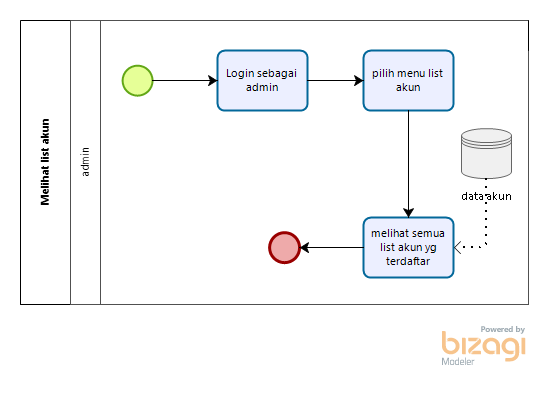 Melihat list akun
admin
Login sebagai
admin
pilih menu list
akun
data akun
melihat semua
list akun yg
terdaftar
Powered by
bizagi
Modeler